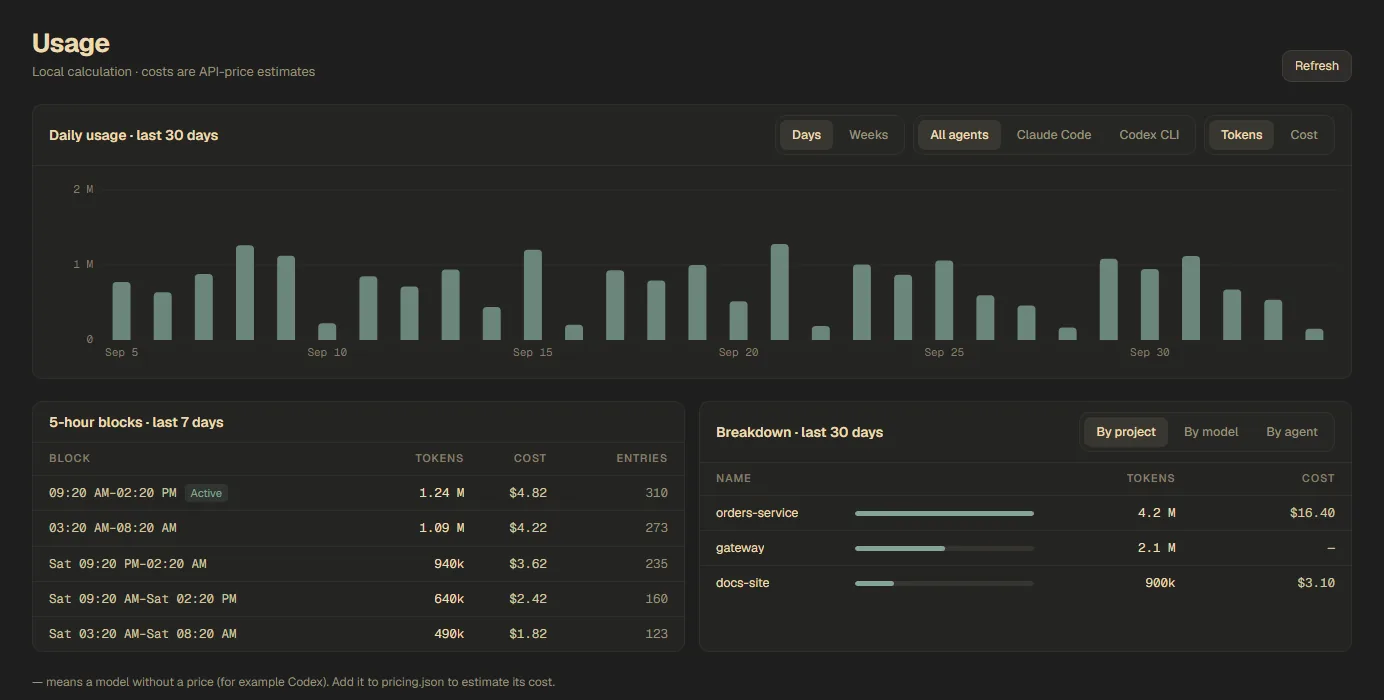 Usage
Local calculation · costs are API-price estimates
Refresh
Daily usage · last 30 days
Days Weeks All agents Claude Code Codex CLI Tokens Cost
2 M
1 M
0
Sep 5 Sep 10 Sep 15 Sep 20 Sep 25 Sep 30
5-hour blocks · last 7 days
BLOCK TOKENS COST ENTRIES
09:20 AM–02:20 PM Active 1.24 M $4.82 310
03:20 AM–08:20 AM 1.09 M $4.22 273
Sat 09:20 PM–02:20 AM 940k $3.62 235
Sat 09:20 AM–Sat 02:20 PM 640k $2.42 160
Sat 03:20 AM–Sat 08:20 AM 490k $1.82 123
Breakdown · last 30 days
By project By model By agent
NAME TOKENS COST
orders-service 4.2 M $16.40
gateway 2.1 M —
docs-site 900k $3.10
— means a model without a price (for example Codex). Add it to pricing.json to estimate its cost.